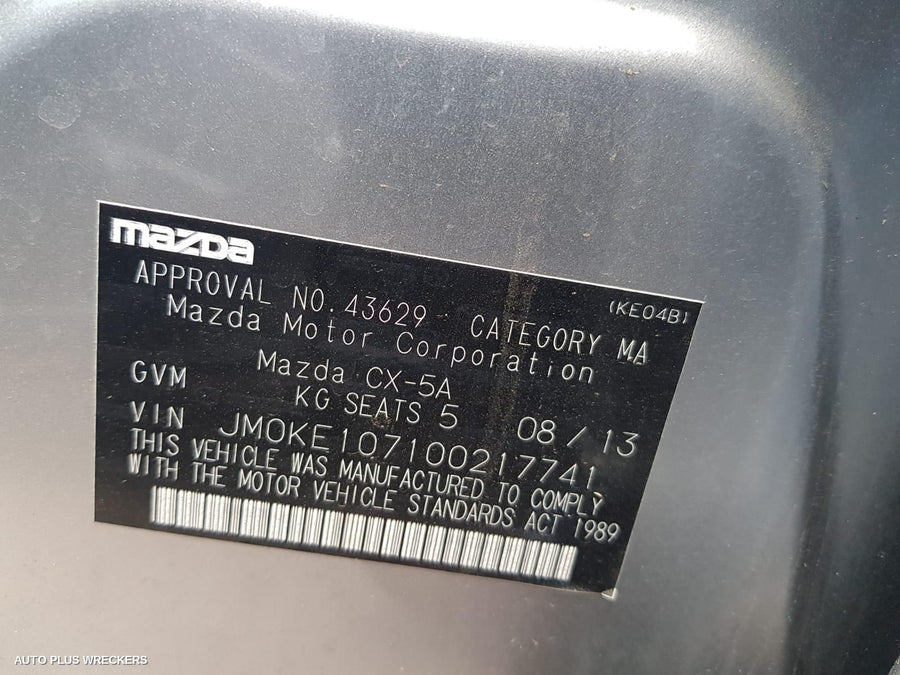 mazda
(KE04B)
APPROVAL NO.43629 CATEGORY MA
Mazda Motor Corporation
Mazda CX-5A
GVM KG SEATS 5 08/13
VIN JM0KE107100217741
THIS VEHICLE WAS MANUFACTURED TO COMPLY
WITH THE MOTOR VEHICLE STANDARDS ACT 1989
AUTO PLUS WRECKERS